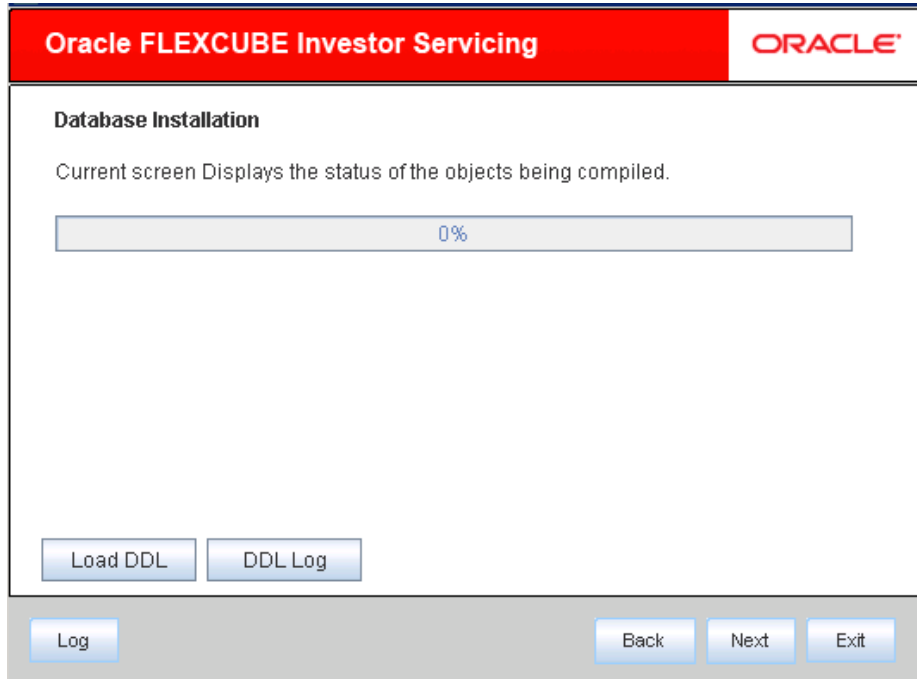 Oracle FLEXCUBE Investor Servicing
ORACLE
Database Installation
Current screen Displays the status of the objects being compiled.
0%
Load DDL
DDL Log
Log
Back
Next
Exit